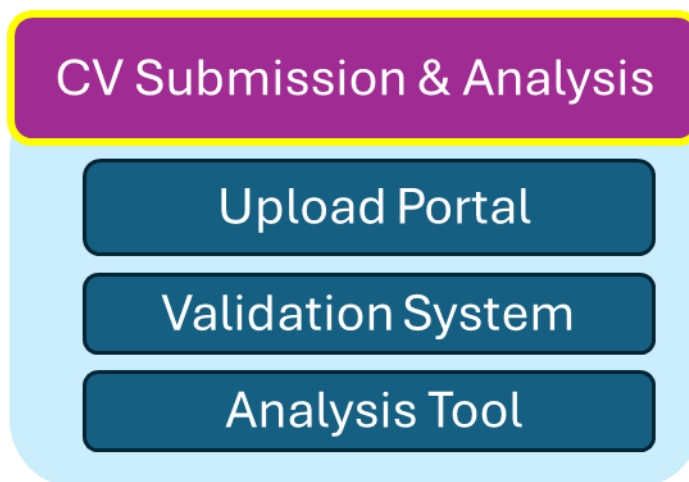 CV Submission & Analysis
Upload Portal
Validation System
Analysis Tool